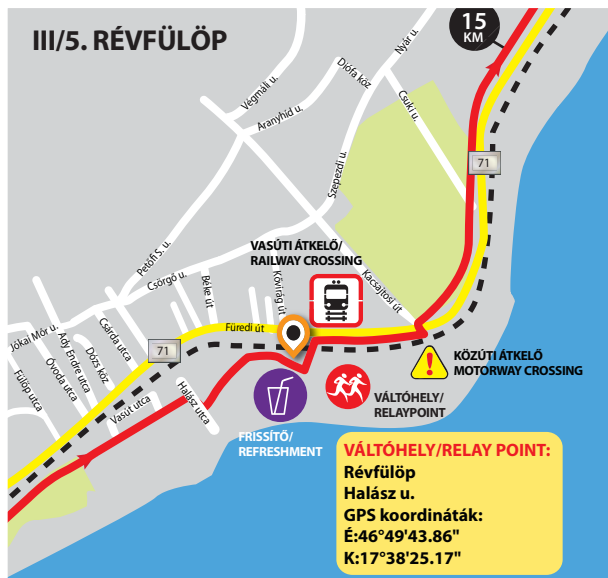 III/5. RÉVFÜLÖP
15
KM
Nyár u.
Diófa köz
Végmáli u.
Aranyhíd u.
Csuki u.
71
Szepezdi u.
Petőfi S. u.
VASÚTI ÁTKELŐ/
RAILWAY CROSSING
Csörgő u.
Kővirág út
Béke út
Kacsajtosi út
Jókai Mór u.
Csárda utca
Füredi út
Ady Endre utca
Dózs köz
71
Óvoda utca
Fülöp utca
Vasút utca
Halász utca
KÖZÚTI ÁTKELŐ
MOTORWAY CROSSING
VÁLTÓHELY/
RELAYPOINT
FRISSÍTŐ/
REFRESHMENT
VÁLTÓHELY/RELAY POINT:
Révfülöp
Halász u.
GPS koordináták:
É:46°49'43.86"
K:17°38'25.17"